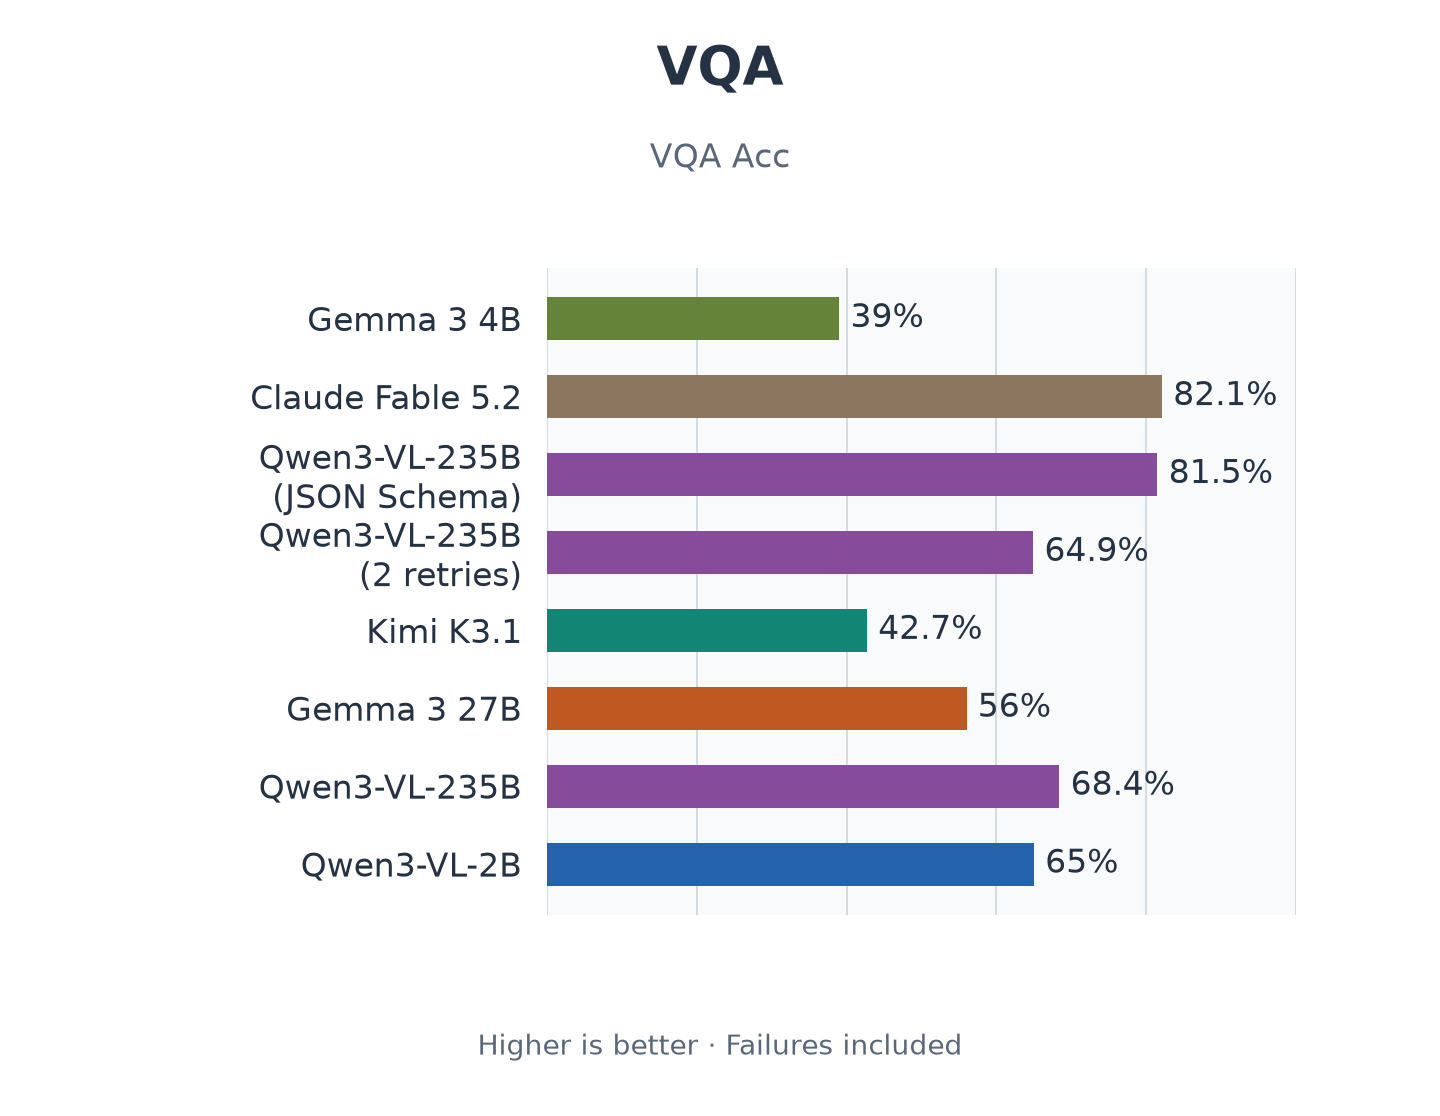 VQA
VQA Acc
Gemma 3 4B
39%
Claude Fable 5.2
82.1%
Qwen3-VL-235B
(JSON Schema)
81.5%
Qwen3-VL-235B
(2 retries)
64.9%
Kimi K3.1
42.7%
Gemma 3 27B
56%
Qwen3-VL-235B
68.4%
Qwen3-VL-2B
65%
Higher is better · Failures included